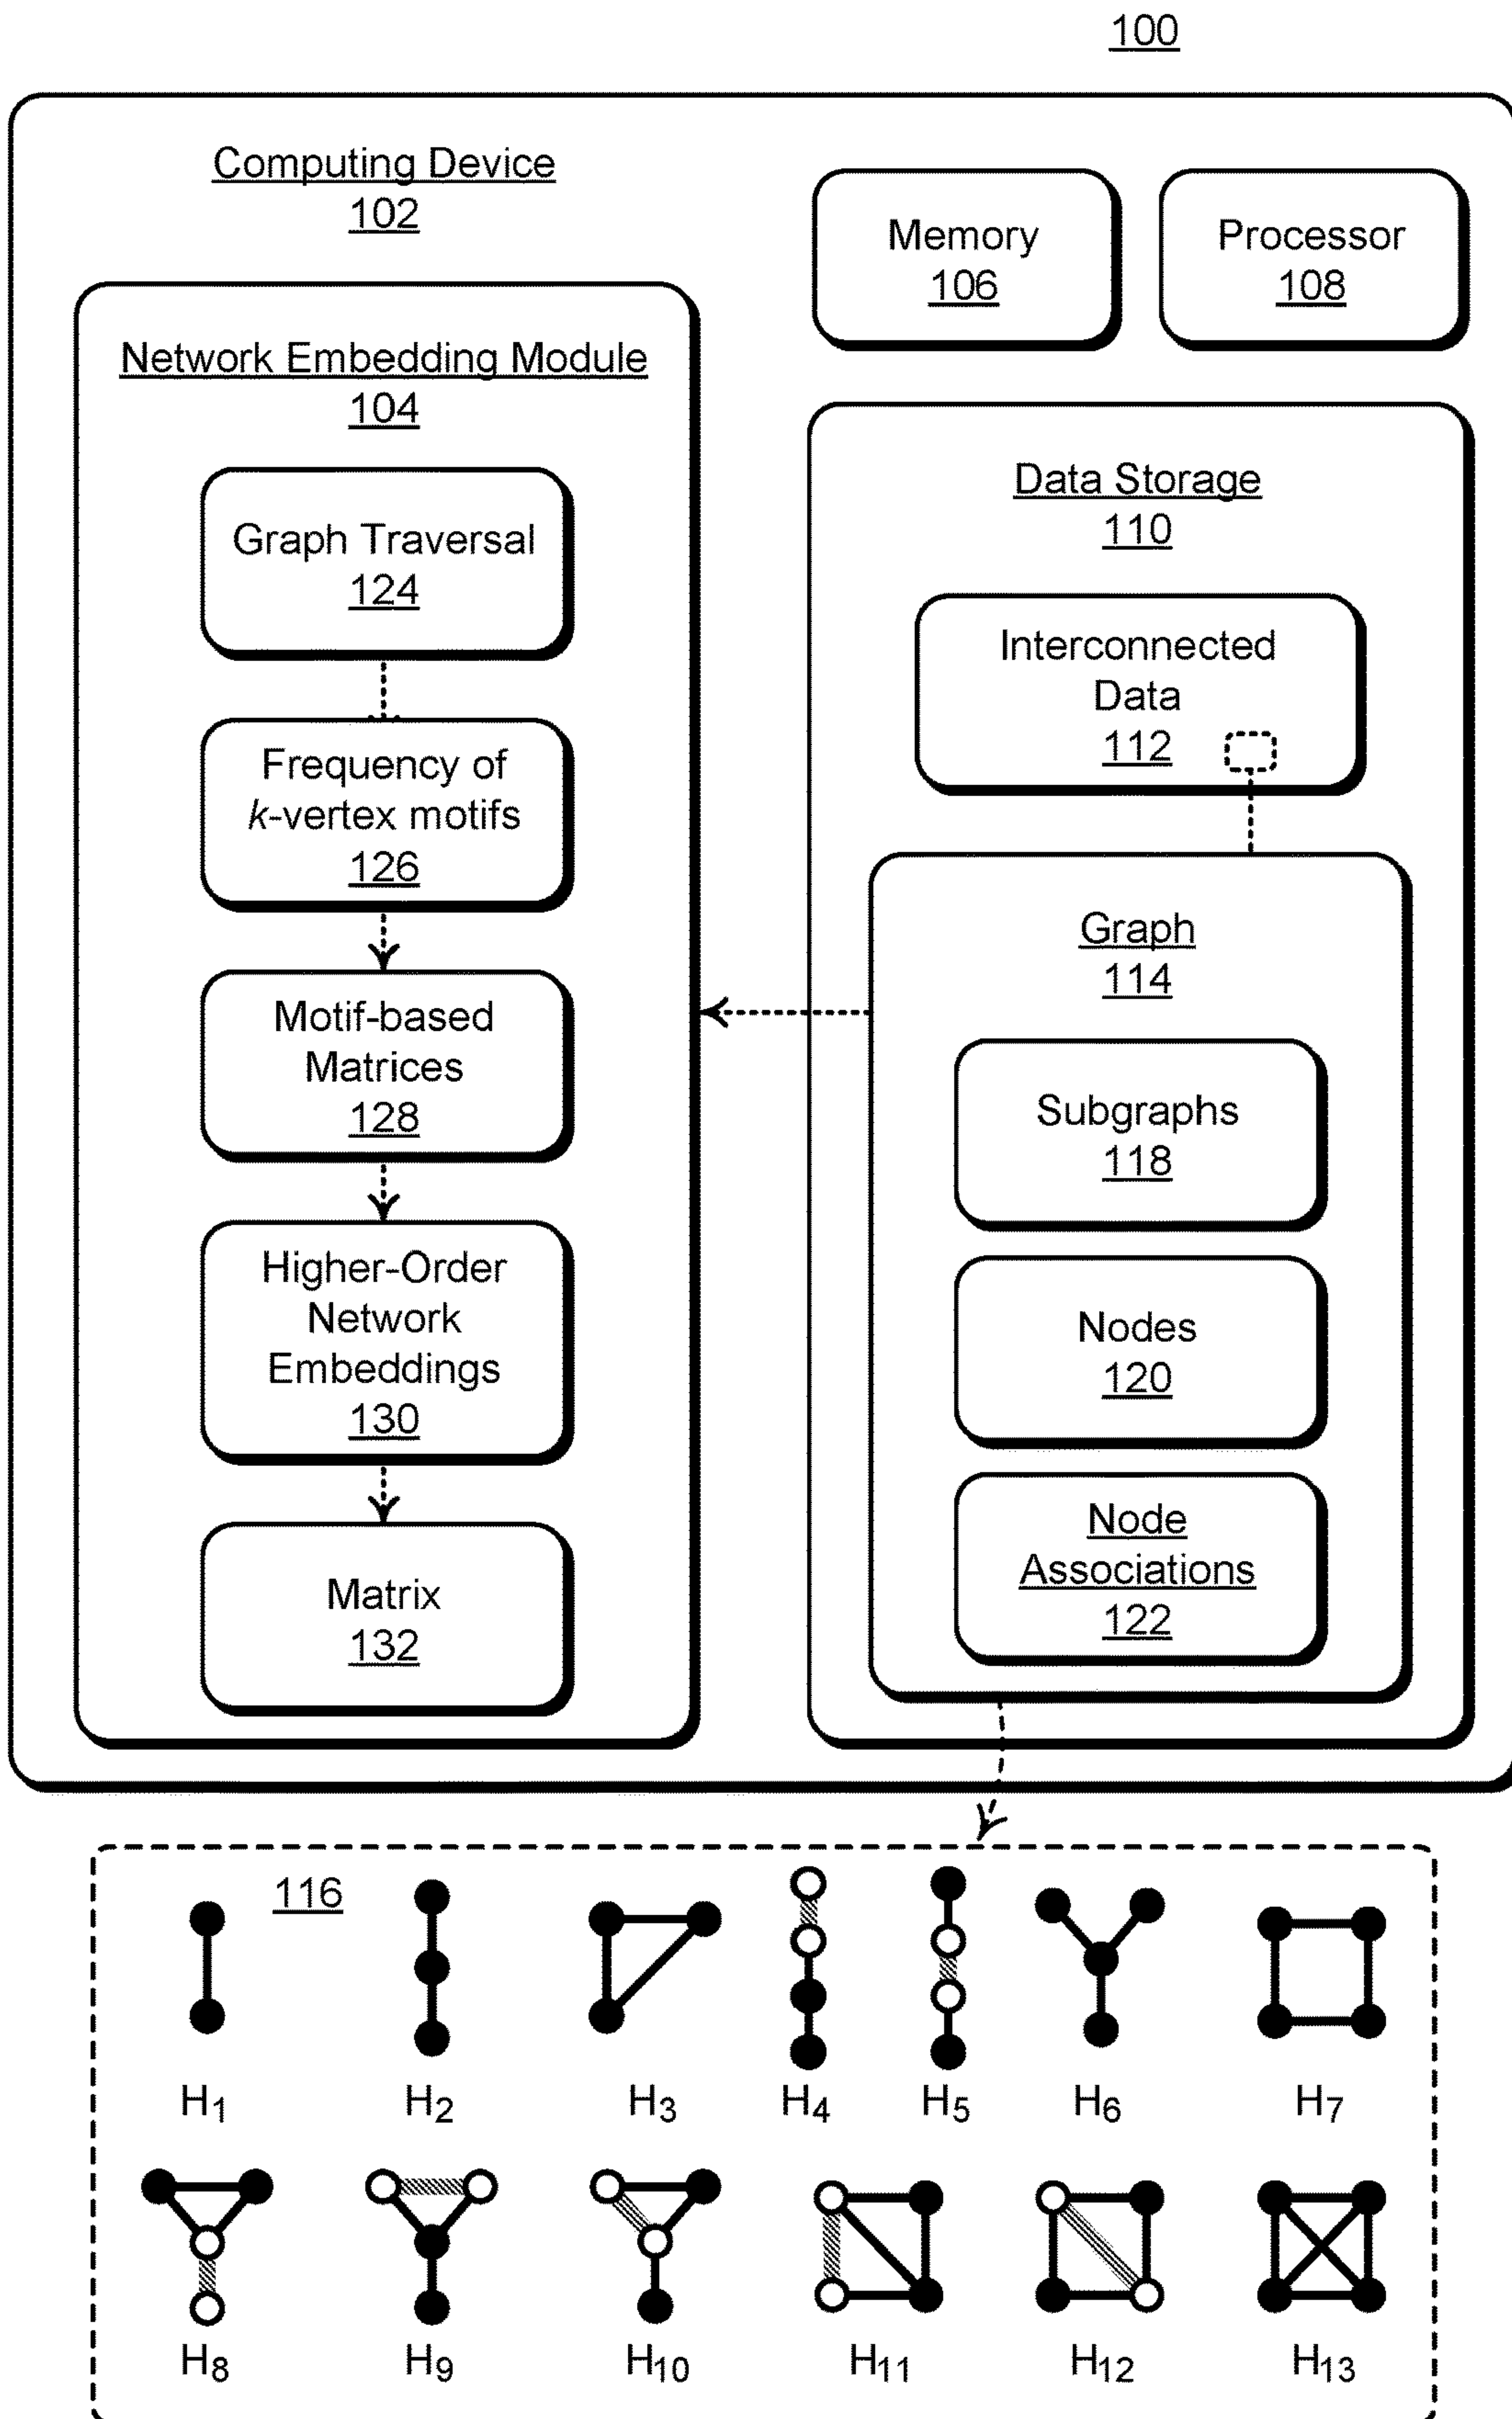 100
Computing Device
102
Memory
106
Processor
108
Network Embedding Module
104
Graph Traversal
124
Frequency of
k-vertex motifs
126
Motif-based
Matrices
128
Higher-Order
Network
Embeddings
130
Matrix
132
Data Storage
110
Interconnected
Data
112
Graph
114
Subgraphs
118
Nodes
120
Node
Associations
122
116
H1 H2 H3 H4 H5 H6 H7
H8 H9 H10 H11 H12 H13